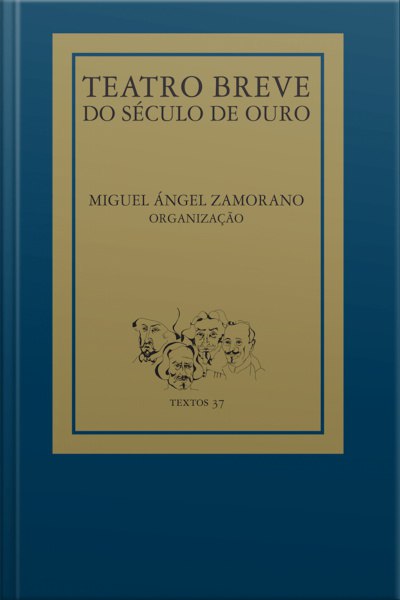 TEATRO BREVE
DO SÉCULO DE OURO
MIGUEL ÁNGEL ZAMORANO
ORGANIZAÇÃO
TEXTOS 37